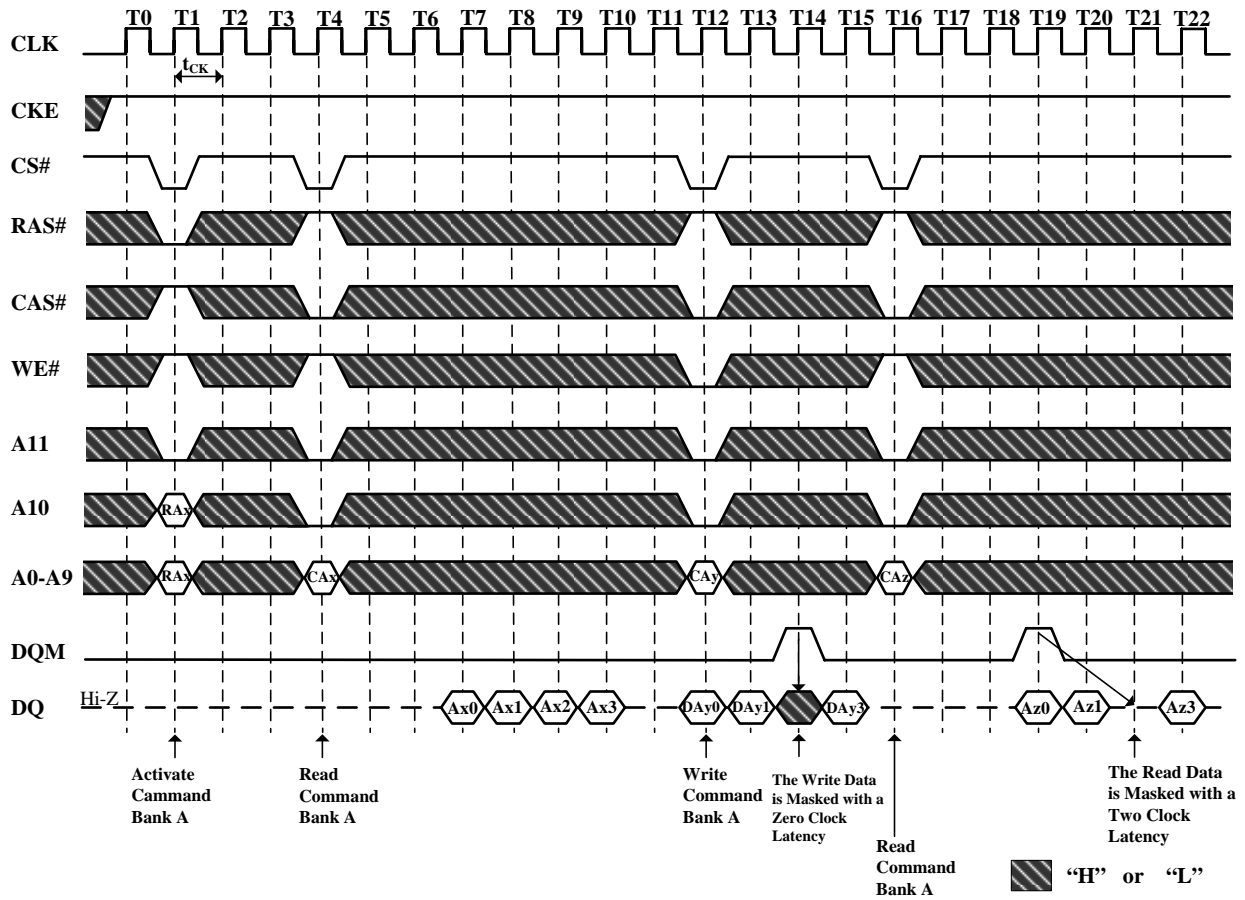 T0 T1 T2 T3 T4 T5 T6 T7 T8 T9 T10 T11 T12 T13 T14 T15 T16 T17 T18 T19 T20 T21 T22
CLK
tCK
CKE
CS#
RAS#
CAS#
WE#
A11
A10
RAx
A0-A9
RAx CAx CAy CAz
DQM
DQ
Hi-Z
Ax0 Ax1 Ax2 Ax3 DAy0 DAy1 DAy3 Az0 Az1 Az3
Activate
Cammand
Bank A
Read
Command
Bank A
Write
Command
Bank A
The Write Data
is Masked with a
Zero Clock
Latency
Read
Command
Bank A
The Read Data
is Masked with a
Two Clock
Latency
“H” or “L”